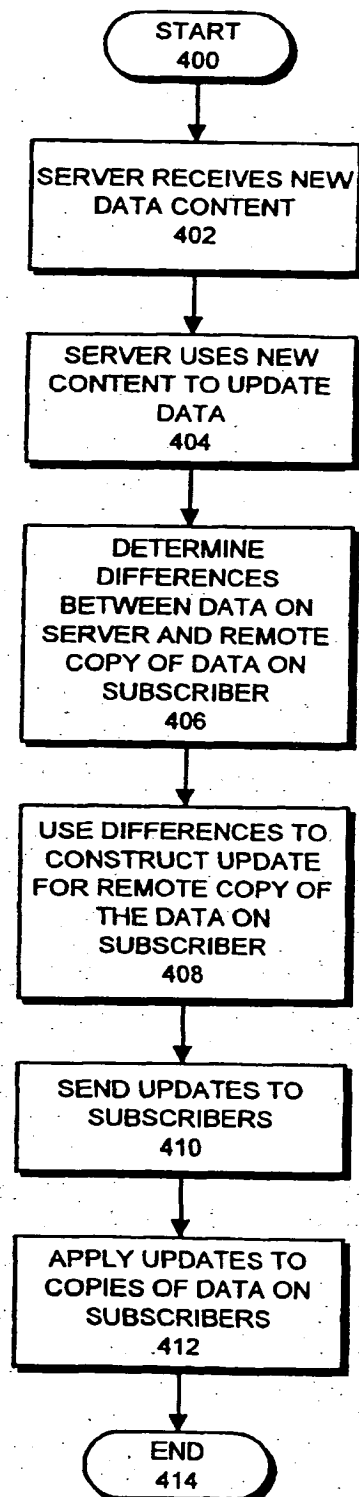 START
400
SERVER RECEIVES NEW
DATA CONTENT
402
SERVER USES NEW
CONTENT TO UPDATE
DATA
404
DETERMINE
DIFFERENCES
BETWEEN DATA ON
SERVER AND REMOTE
COPY OF DATA ON
SUBSCRIBER
406
USE DIFFERENCES TO
CONSTRUCT UPDATE
FOR REMOTE COPY OF
THE DATA ON
SUBSCRIBER
408
SEND UPDATES TO
SUBSCRIBERS
410
APPLY UPDATES TO
COPIES OF DATA ON
SUBSCRIBERS
412
END
414